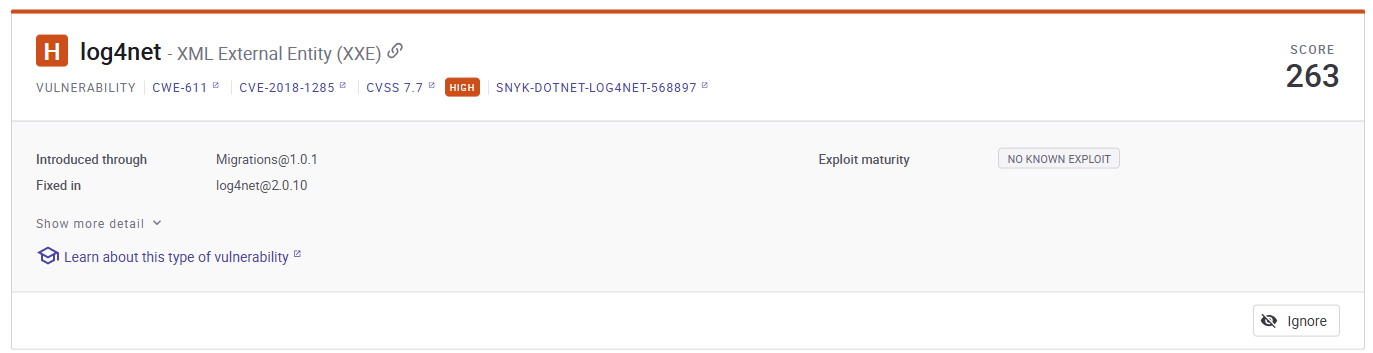 H log4net - XML External Entity (XXE)
SCORE
263
VULNERABILITY CWE-611 CVE-2018-1285 CVSS 7.7 HIGH SNYK-DOTNET-LOG4NET-568897
Introduced through Migrations@1.0.1 Exploit maturity NO KNOWN EXPLOIT
Fixed in log4net@2.0.10
Show more detail
Learn about this type of vulnerability
Ignore